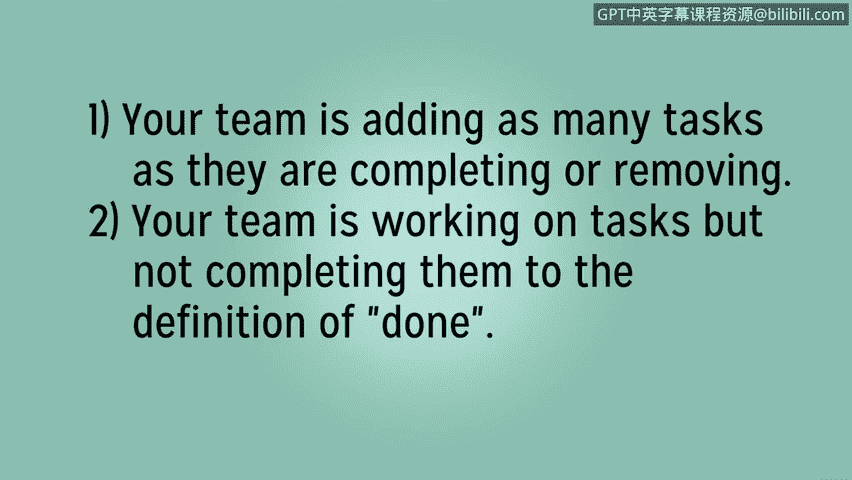 GPT中英字幕课程资源@bilibili.com
1) Your team is adding as many tasks
as they are completing or removing.
2) Your team is working on tasks but
not completing them to the
definition of "done".